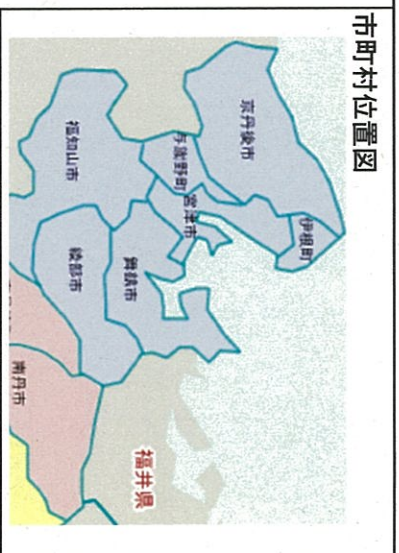 市町村位置図
伊根町
京丹後市
宮津市
与謝野町
舞鶴市
福知山市
綾部市
福井県
南丹市